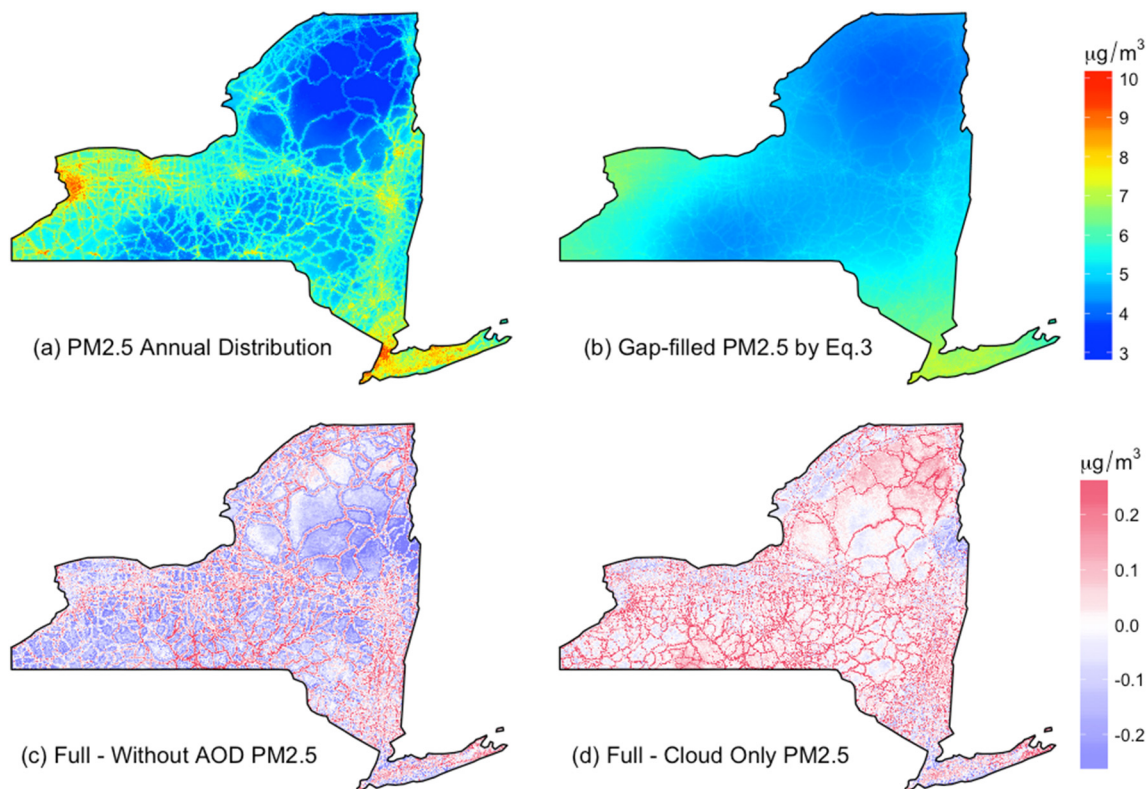 µg/m³
10
9
8
7
6
5
4
3
(a) PM2.5 Annual Distribution
(b) Gap-filled PM2.5 by Eq.3
µg/m³
0.2
0.1
0.0
-0.1
-0.2
(c) Full - Without AOD PM2.5
(d) Full - Cloud Only PM2.5